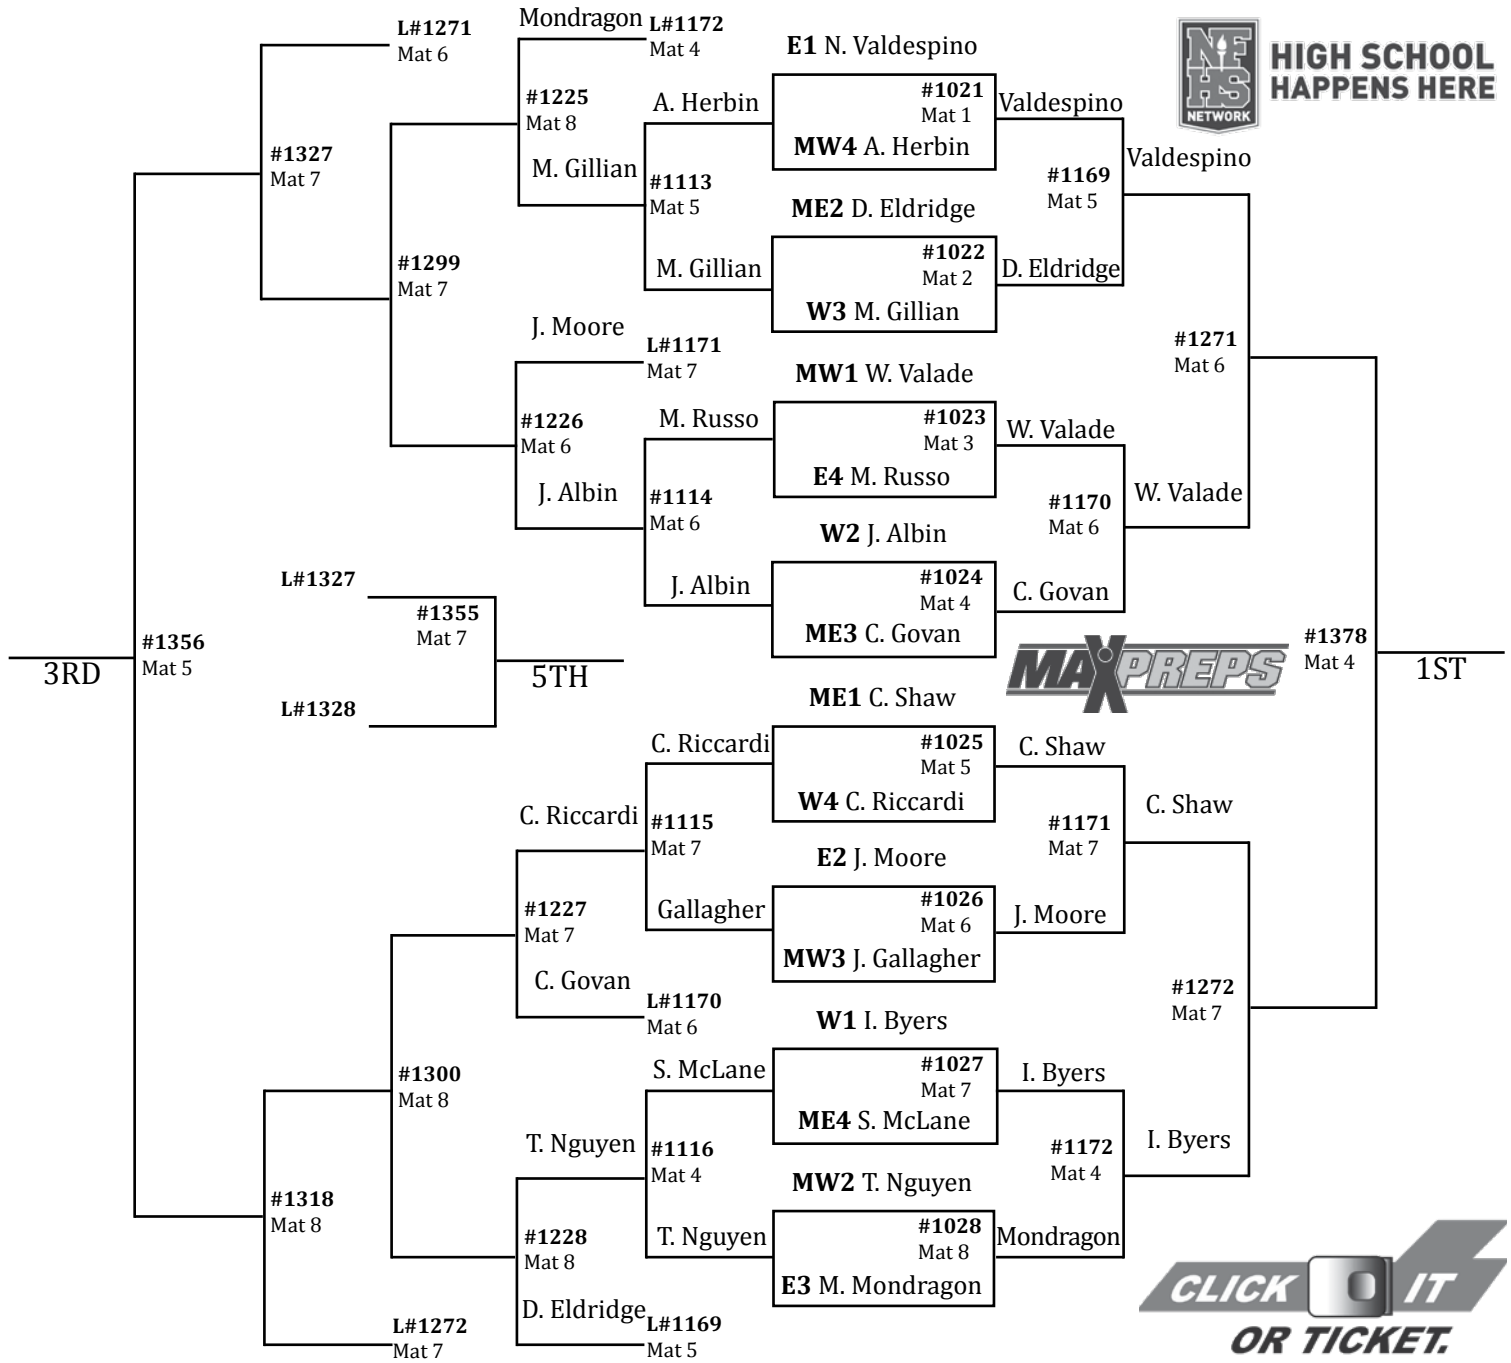 L#1271
Mat 6
Mondragon
L#1172
Mat 4
E1 N. Valdespino
NFHS
NETWORK
HIGH SCHOOL
HAPPENS HERE
#1225
Mat 8
A. Herbin
#1021
Mat 1
Valdespino
MW4 A. Herbin
#1327
Mat 7
M. Gillian
#1113
Mat 5
Valdespino
#1169
Mat 5
ME2 D. Eldridge
#1299
Mat 7
M. Gillian
#1022
Mat 2
D. Eldridge
W3 M. Gillian
J. Moore
L#1171
Mat 7
#1271
Mat 6
MW1 W. Valade
#1226
Mat 6
M. Russo
#1023
Mat 3
W. Valade
E4 M. Russo
J. Albin
#1114
Mat 6
W. Valade
#1170
Mat 6
W2 J. Albin
L#1327
#1355
Mat 7
J. Albin
#1024
Mat 4
C. Govan
ME3 C. Govan
#1356
Mat 5
3RD
5TH
MAXPREPS
#1378
Mat 4
1ST
L#1328
ME1 C. Shaw
C. Riccardi
#1025
Mat 5
C. Shaw
W4 C. Riccardi
C. Riccardi
#1115
Mat 7
C. Shaw
#1171
Mat 7
E2 J. Moore
#1227
Mat 7
Gallagher
#1026
Mat 6
J. Moore
MW3 J. Gallagher
C. Govan
L#1170
Mat 6
#1272
Mat 7
W1 I. Byers
#1300
Mat 8
S. McLane
#1027
Mat 7
I. Byers
ME4 S. McLane
T. Nguyen
#1116
Mat 4
I. Byers
#1172
Mat 4
MW2 T. Nguyen
#1318
Mat 8
#1228
Mat 8
T. Nguyen
#1028
Mat 8
Mondragon
E3 M. Mondragon
D. Eldridge
L#1169
Mat 5
L#1272
Mat 7
CLICK IT
OR TICKET.